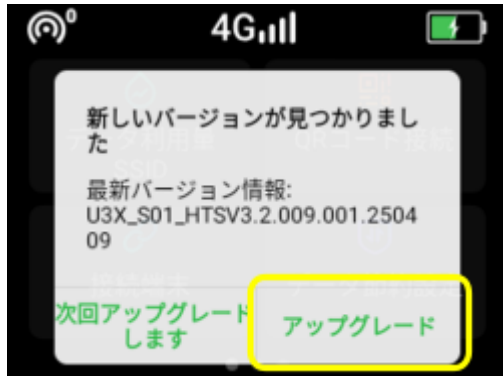 0
4G
新しいバージョンが見つかりまし
た
最新バージョン情報:
U3X_S01_HTSV3.2.009.001.2504
09
次回アップグレード
します
アップグレード